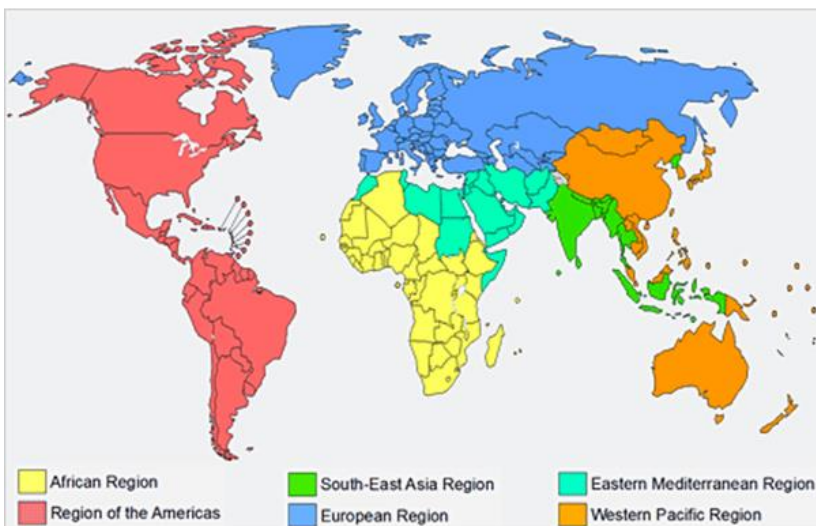 African Region
South-East Asia Region
Eastern Mediterranean Region
Region of the Americas
European Region
Western Pacific Region